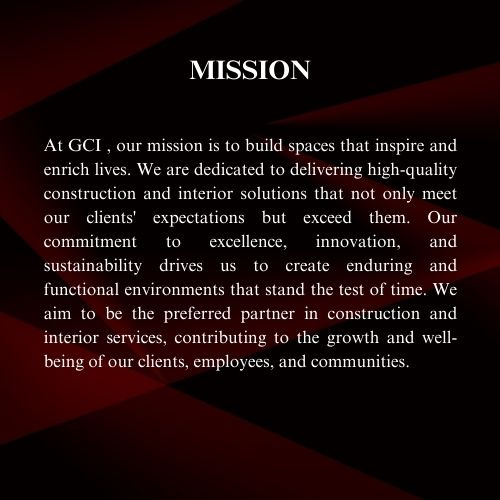 MISSION
At GCI , our mission is to build spaces that inspire and
enrich lives. We are dedicated to delivering high-quality
construction and interior solutions that not only meet
our clients' expectations but exceed them. Our
commitment to excellence, innovation, and
sustainability drives us to create enduring and
functional environments that stand the test of time. We
aim to be the preferred partner in construction and
interior services, contributing to the growth and well-
being of our clients, employees, and communities.